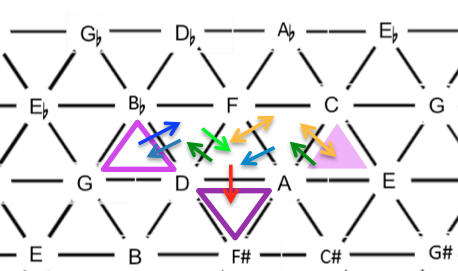 G♭ D♭ A♭ E♭
E♭ B♭ F C G
G D A E
E B F# C# G#